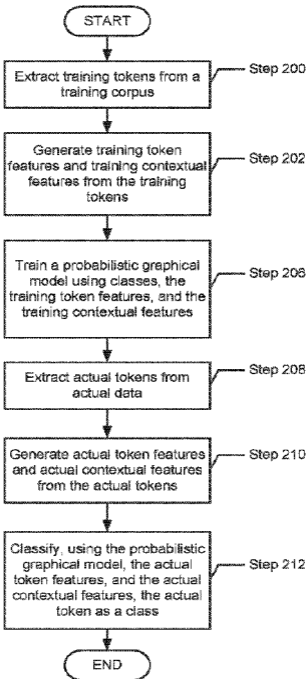 START
Extract training tokens from a
training corpus
Step 200
Generate training token
features and training contextual
features from the training
tokens
Step 202
Train a probabilistic graphical
model using classes, the
training token features, and the
training contextual features
Step 206
Extract actual tokens from
actual data
Step 208
Generate actual token features
and actual contextual features
from the actual tokens
Step 210
Classify, using the probabilistic
graphical model, the actual
token features, and the actual
contextual features, the actual
token as a class
Step 212
END